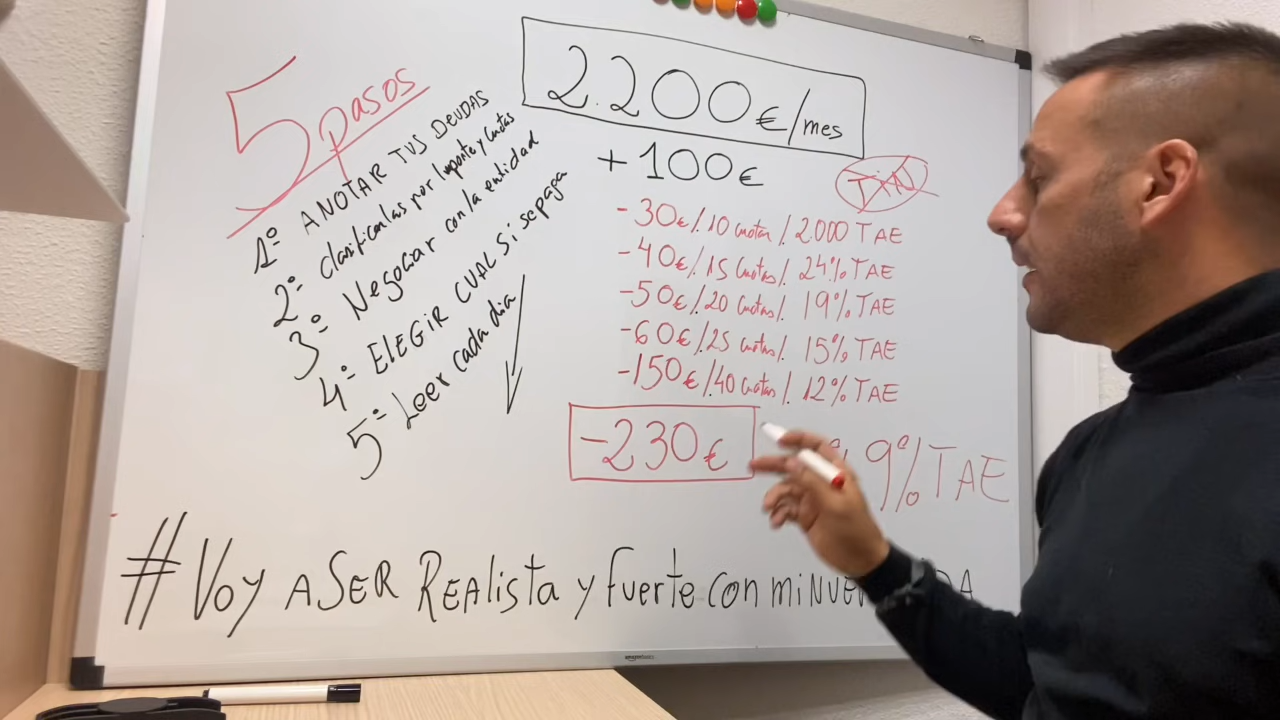 5 pasos
1º ANOTAR TUS DEUDAS
2º Clasificalas por Importe y Cuotas
3º Negociar con la entidad
4º ELEGIR CUAL Si se paga
5º Leer cada dia
2.200€/mes
+100€
TIN
-30€/10 cuotas/2000 TAE
-40€/15 Cuotas/24% TAE
-50€/20 Cuotas/19% TAE
-60€/25 cuotas/15% TAE
-150€/40 cuotas/12% TAE
-230€
9% TAE
#VOY A SER REAlista y fuerte con mi
amazonbasics